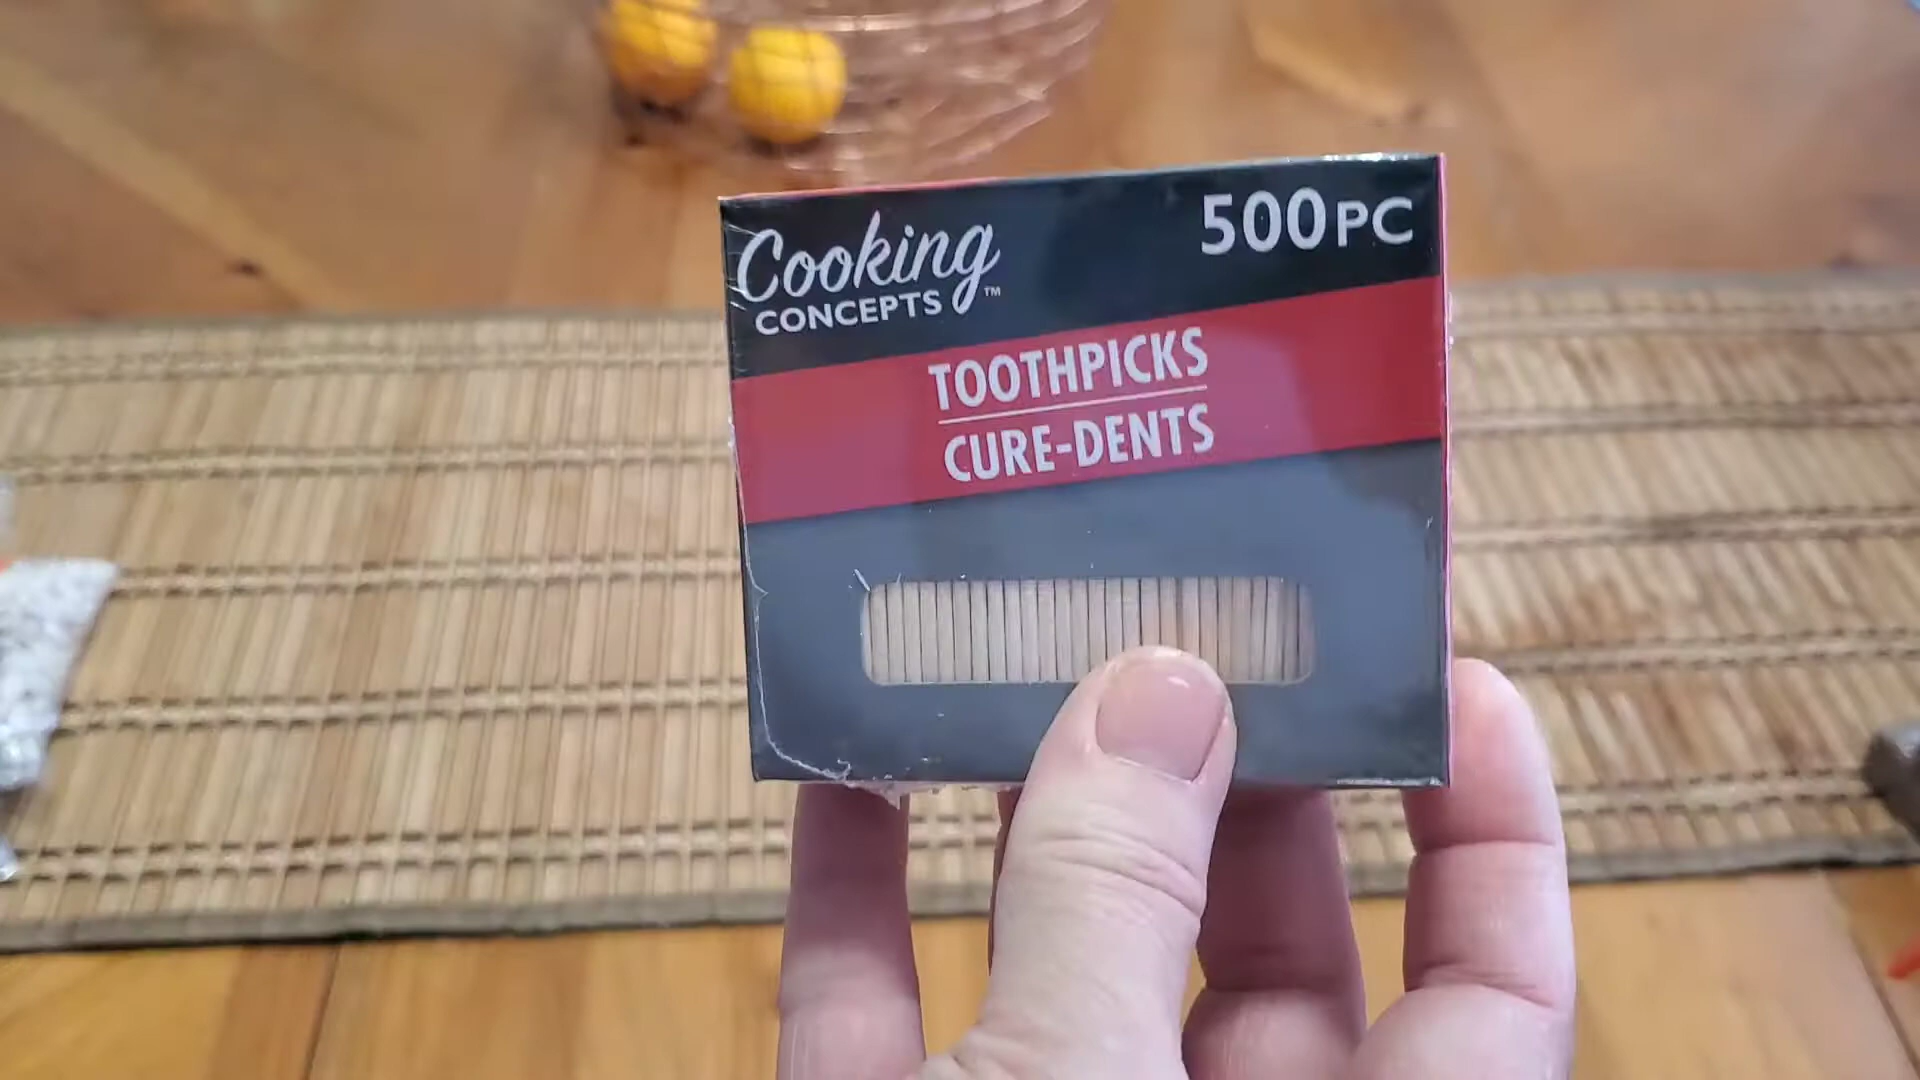 Cooking
CONCEPTS™
500PC
TOOTHPICKS
CURE-DENTS